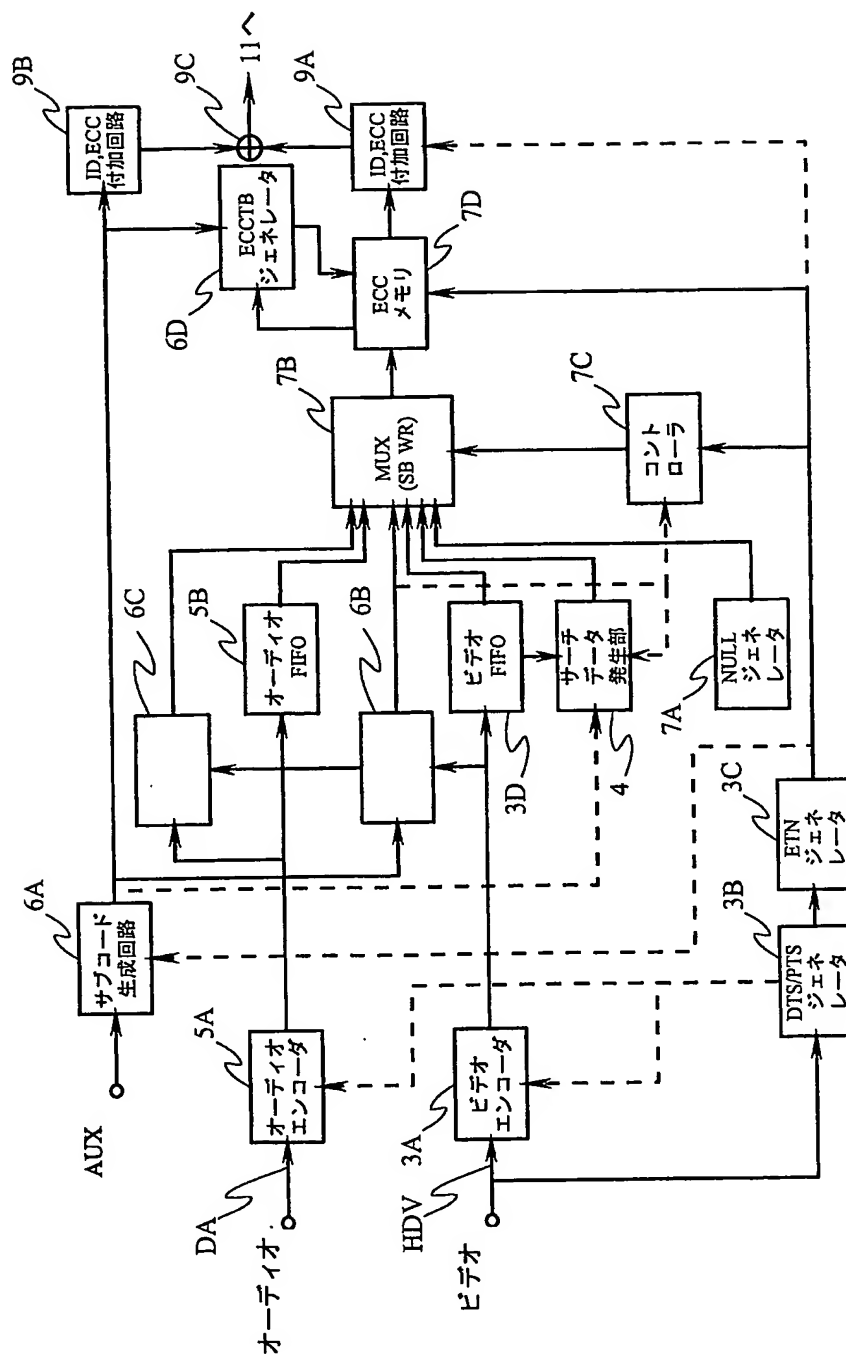 AUX
6A
サブコード
生成回路
9B
ID,ECC
付加回路
9C
11へ
9A
ID,ECC
付加回路
6D
ECCTB
ジェネレータ
7D
ECC
メモリ
7B
MUX
(SB WR)
7C
コント
ローラ
6C
5B
オーディオ
FIFO
6B
3D
ビデオ
FIFO
4
サーチ
データ
発生部
7A
NULL
ジェネ
レータ
オーディオ
DA
5A
オーディオ
エンコーダ
ビデオ
HDV
3A
ビデオ
エンコーダ
3B
DTS/PTS
ジェネ
レータ
3C
ETN
ジェネ
レータ